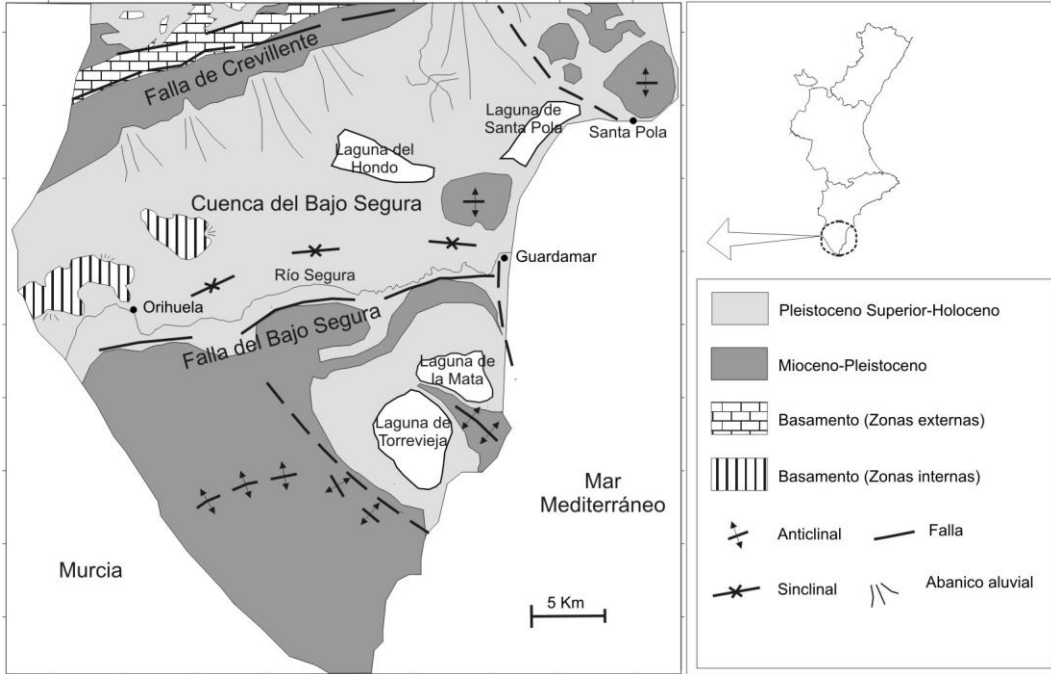 Falla de Crevillente
Laguna de
Santa Pola
Santa Pola
Laguna del
Hondo
Cuenca del Bajo Segura
Guardamar
Río Segura
Orihuela
Falla del Bajo Segura
Laguna de
la Mata
Laguna de
Torrevieja
Mar
Mediterráneo
Murcia
5 Km
Pleistoceno Superior-Holoceno
Mioceno-Pleistoceno
Basamento (Zonas externas)
Basamento (Zonas internas)
Anticlinal
Falla
Sinclinal
Abanico aluvial